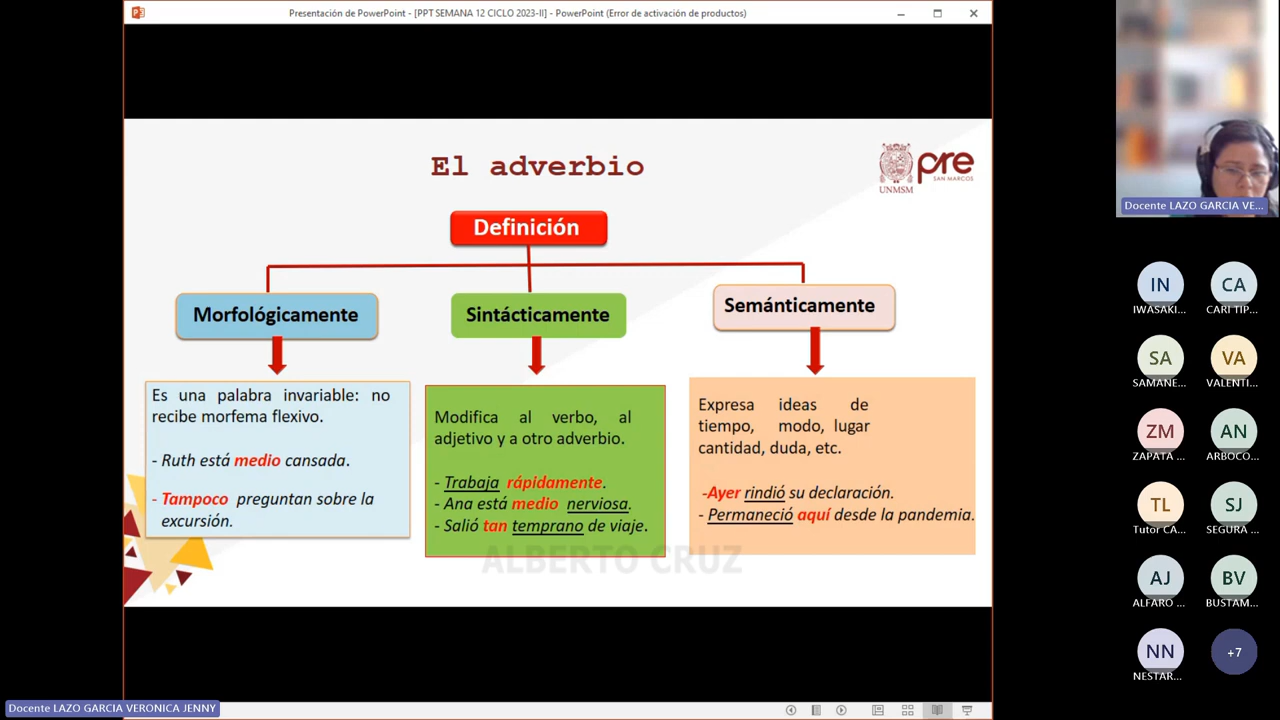 Presentación de PowerPoint - [PPT SEMANA 12 CICLO 2023-II] - PowerPoint (Error de activación de productos)
El adverbio
UNMSM
pre
SAN MARCOS
Definición
Morfológicamente
Sintácticamente
Semánticamente
Es una palabra invariable: no
recibe morfema flexivo.
- Ruth está medio cansada.
- Tampoco preguntan sobre la
excursión.
Modifica al verbo, al
adjetivo y a otro adverbio.
- Trabaja rápidamente.
- Ana está medio nerviosa.
- Salió tan temprano de viaje.
Expresa ideas de
tiempo, modo, lugar
cantidad, duda, etc.
-Ayer rindió su declaración.
- Permaneció aquí desde la pandemia.
ALBERTO CRUZ
Docente LAZO GARCIA VE...
IN
IWASAKI...
CA
CARI TIP...
SA
SAMANE...
VA
VALENTI...
ZM
ZAPATA ...
AN
ARBOCO...
TL
Tutor CA...
SJ
SEGURA ...
AJ
ALFARO ...
BV
BUSTAM...
NN
NESTAR...
+7
Docente LAZO GARCIA VERONICA JENNY